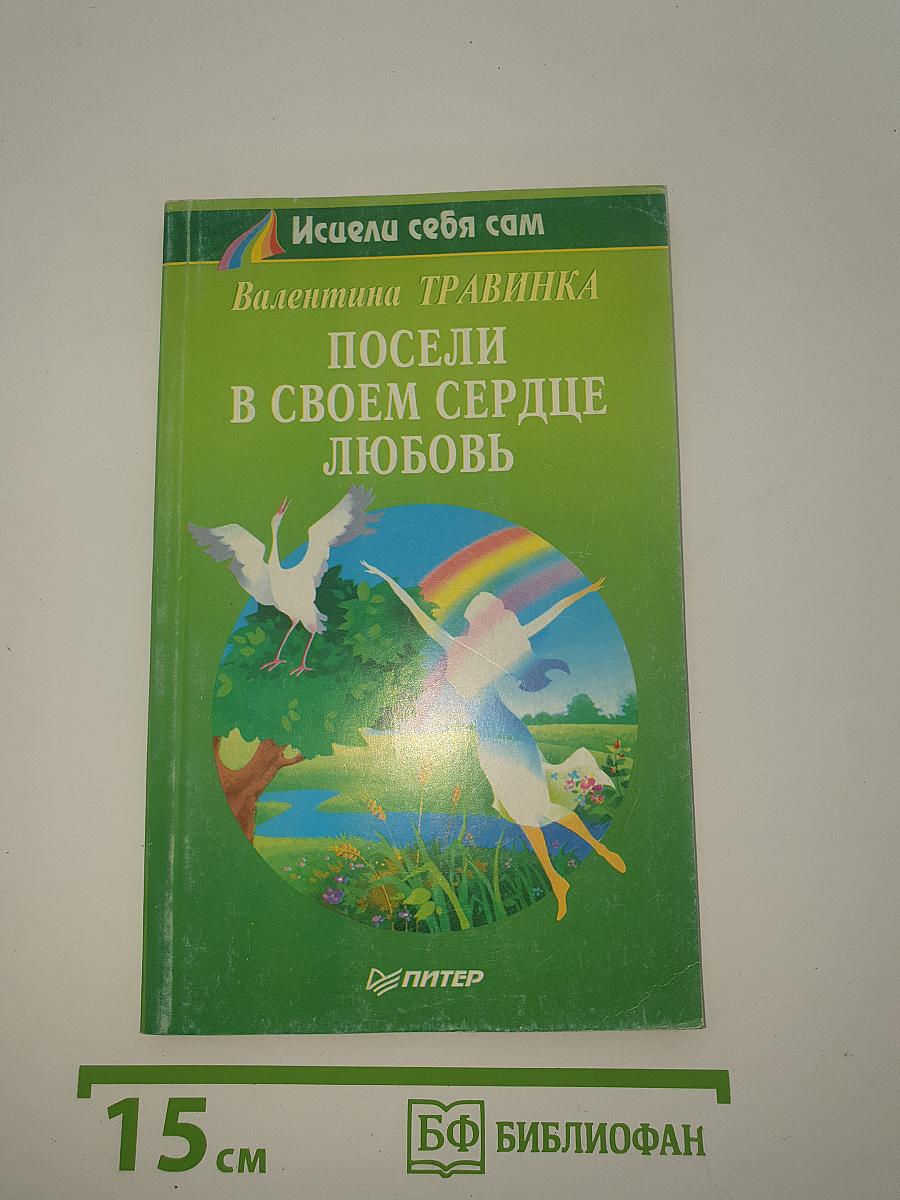 Исцели себя сам
Валентина ТРАВИНКА
ПОСЕЛИ
В СВОЕМ СЕРДЦЕ
ЛЮБОВЬ
ПИТЕР
15 см
БФ БИБЛИОФАН